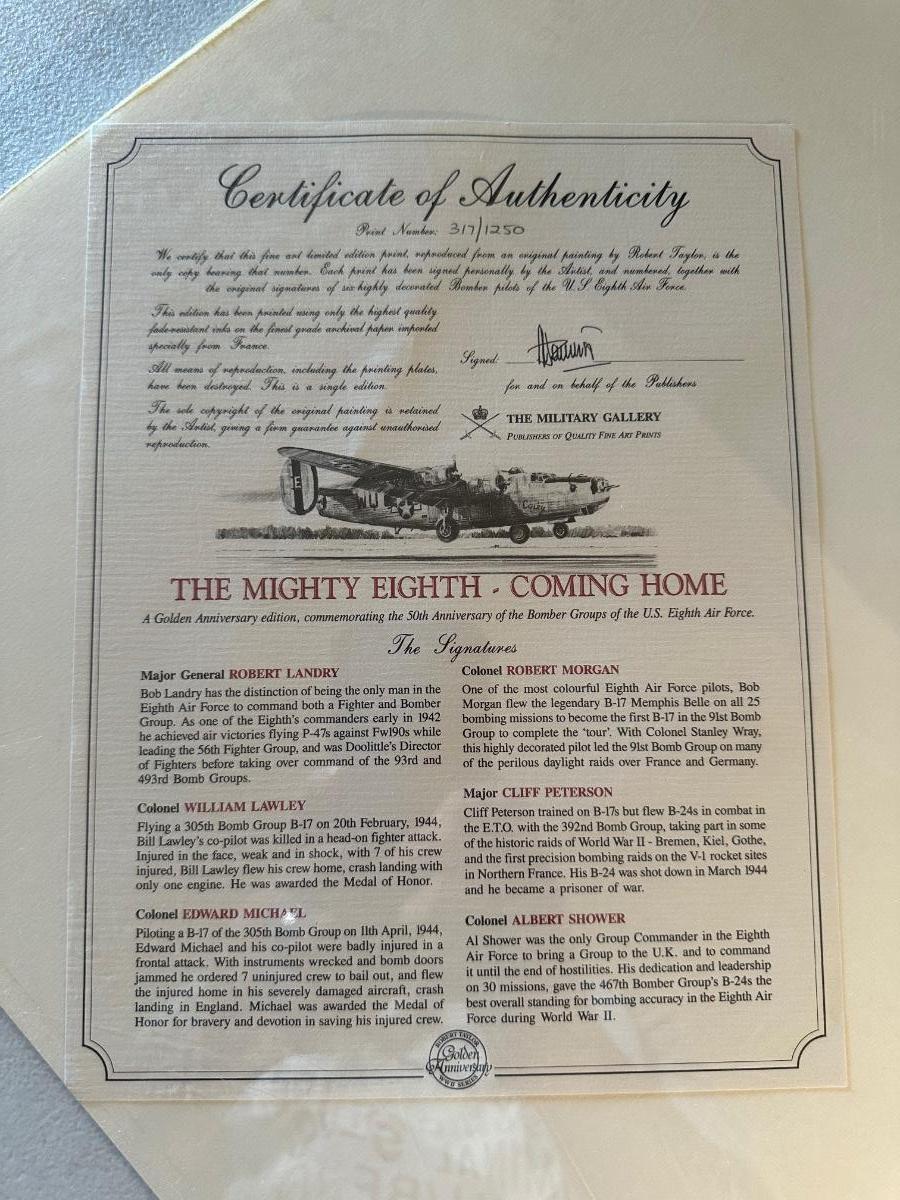 Certificate of Authenticity
Print Number: 317/1250
We certify that this fine art limited edition print, reproduced from an original painting by Robert Taylor, is the
only copy bearing that number. Each print has been signed personally by the Artist, and numbered, together with
the original signatures of six highly decorated Bomber pilots of the U.S Eighth Air Force.
This edition has been printed using only the highest quality
fade-resistant inks on the finest grade archival paper imported
specially from France.
All means of reproduction, including the printing plates,
have been destroyed. This is a single edition.
The sole copyright of the original painting is retained
by the Artist, giving a firm guarantee against unauthorised
reproduction.
Signed:
for and on behalf of the Publishers
THE MILITARY GALLERY
PUBLISHERS OF QUALITY FINE ART PRINTS
E
WQ
THE MIGHTY EIGHTH - COMING HOME
A Golden Anniversary edition, commemorating the 50th Anniversary of the Bomber Groups of the U.S. Eighth Air Force.
The Signatures
Major General ROBERT LANDRY
Bob Landry has the distinction of being the only man in the
Eighth Air Force to command both a Fighter and Bomber
Group. As one of the Eighth's commanders early in 1942
he achieved air victories flying P-47s against Fw190s while
leading the 56th Fighter Group, and was Doolittle's Director
of Fighters before taking over command of the 93rd and
493rd Bomb Groups.
Colonel WILLIAM LAWLEY
Flying a 305th Bomb Group B-17 on 20th February, 1944,
Bill Lawley's co-pilot was killed in a head-on fighter attack.
Injured in the face, weak and in shock, with 7 of his crew
injured, Bill Lawley flew his crew home, crash landing with
only one engine. He was awarded the Medal of Honor.
Colonel EDWARD MICHAEL
Piloting a B-17 of the 305th Bomb Group on 11th April, 1944,
Edward Michael and his co-pilot were badly injured in a
frontal attack. With instruments wrecked and bomb doors
jammed he ordered 7 uninjured crew to bail out, and flew
the injured home in his severely damaged aircraft, crash
landing in England. Michael was awarded the Medal of
Honor for bravery and devotion in saving his injured crew.
Colonel ROBERT MORGAN
One of the most colourful Eighth Air Force pilots, Bob
Morgan flew the legendary B-17 Memphis Belle on all 25
bombing missions to become the first B-17 in the 91st Bomb
Group to complete the 'tour'. With Colonel Stanley Wray,
this highly decorated pilot led the 91st Bomb Group on many
of the perilous daylight raids over France and Germany.
Major CLIFF PETERSON
Cliff Peterson trained on B-17s but flew B-24s in combat in
the E.T.O. with the 392nd Bomb Group, taking part in some
of the historic raids of World War II - Bremen, Kiel, Gothe,
and the first precision bombing raids on the V-1 rocket sites
in Northern France. His B-24 was shot down in March 1944
and he became a prisoner of war.
Colonel ALBERT SHOWER
Al Shower was the only Group Commander in the Eighth
Air Force to bring a Group to the U.K. and to command
it until the end of hostilities. His dedication and leadership
on 30 missions, gave the 467th Bomber Group's B-24s the
best overall standing for bombing accuracy in the Eighth Air
Force during World War II.
ROBERT TAYLOR
Golden
Anniversary
WWII SERIES